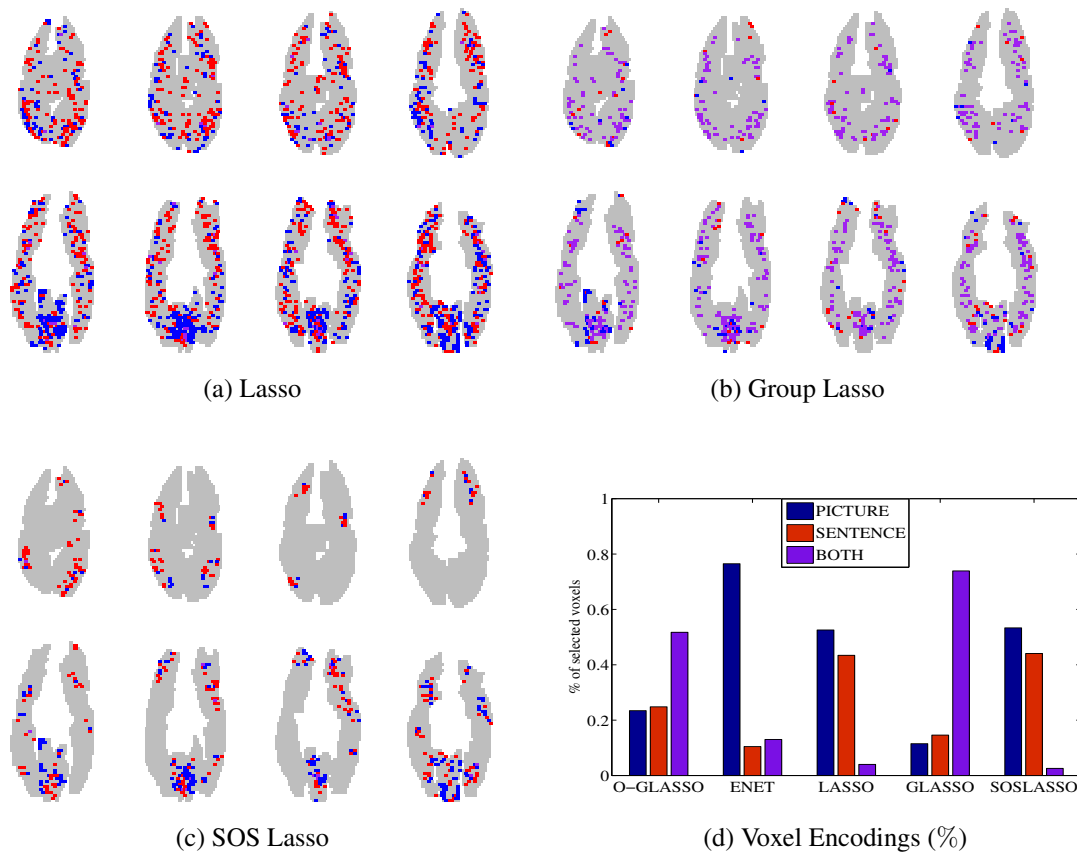 (a) Lasso
(b) Group Lasso
(c) SOS Lasso
1
0.8
0.6
0.4
0.2
0
% of selected voxels
PICTURE
SENTENCE
BOTH
O−GLASSO ENET LASSO GLASSO SOSLASSO
(d) Voxel Encodings (%)